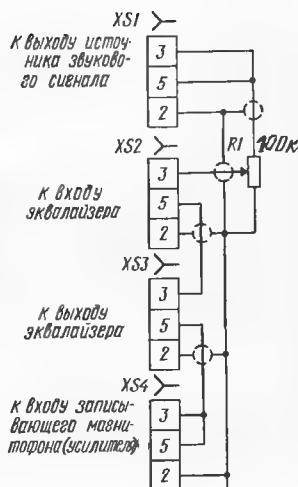 XS1
К выходу источ-
ника звуково-
го сигнала
3
5
2
R1 100к
XS2
К входу
эквалайзера
3
5
2
XS3
К выходу
эквалайзера
3
5
2
XS4
К входу записы-
вающего магни-
тофона (усилителя)
3
5
2